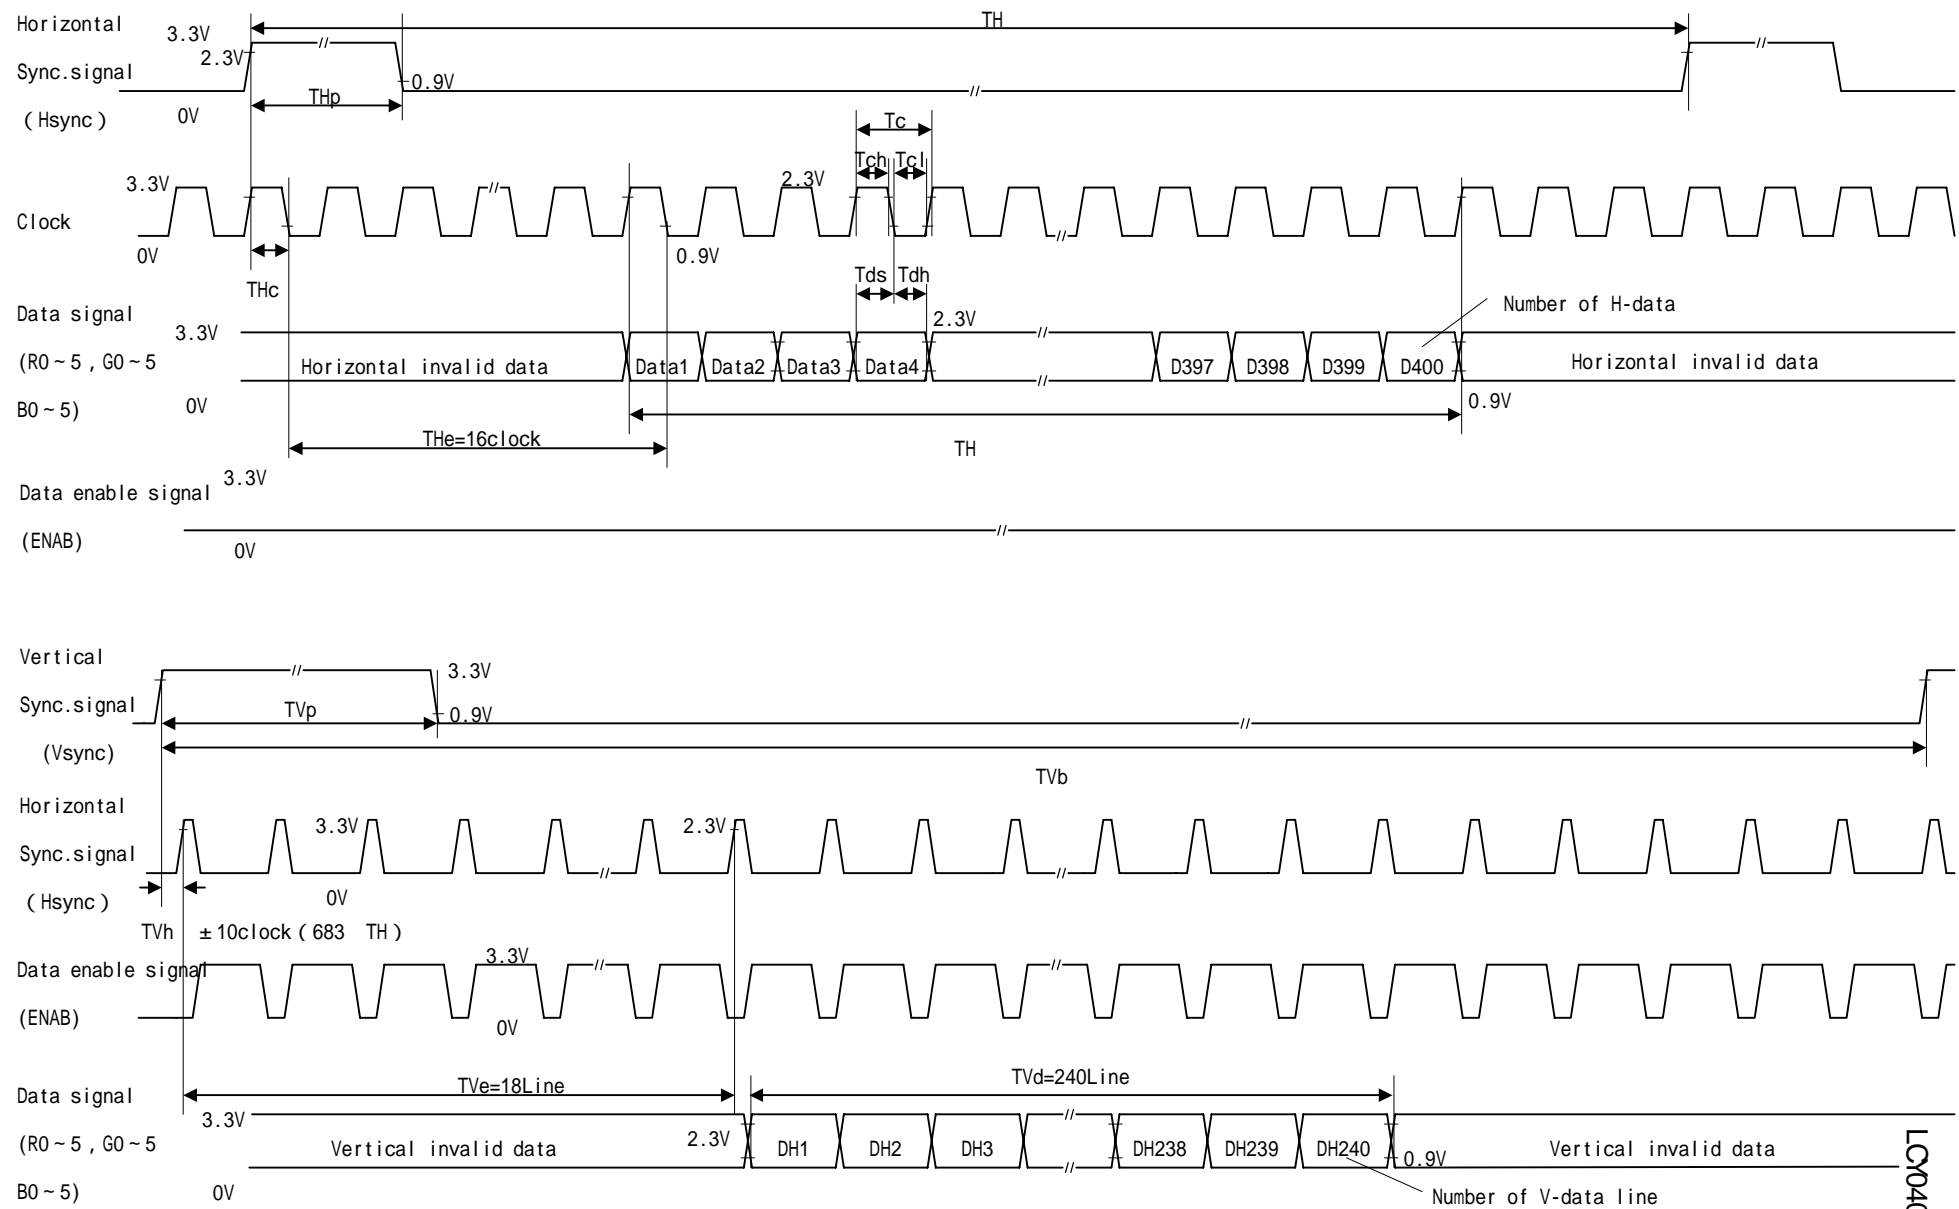 Horizontal
Sync.signal
(Hsync)
3.3V
2.3V
0V
0.9V
TH
THp
Tc
Tch Tcl
Clock
3.3V
2.3V
0V
0.9V
THc
Tds Tdh
Data signal
(R0~5,G0~5
B0~5)
3.3V
2.3V
0V
0.9V
Number of H-data
Horizontal invalid data
Data1 Data2 Data3 Data4
D397 D398 D399 D400
Horizontal invalid data
THe=16clock
TH
Data enable signal
(ENAB)
3.3V
0V
Vertical
Sync.signal
(Vsync)
3.3V
0.9V
TVp
TVb
Horizontal
Sync.signal
(Hsync)
3.3V
2.3V
0V
TVh ±10clock(683 TH)
Data enable signal
(ENAB)
3.3V
0V
TVe=18Line
TVd=240Line
Data signal
(R0~5,G0~5
B0~5)
3.3V
2.3V
0V
0.9V
Vertical invalid data
DH1 DH2 DH3
DH238 DH239 DH240
Vertical invalid data
Number of V-data line